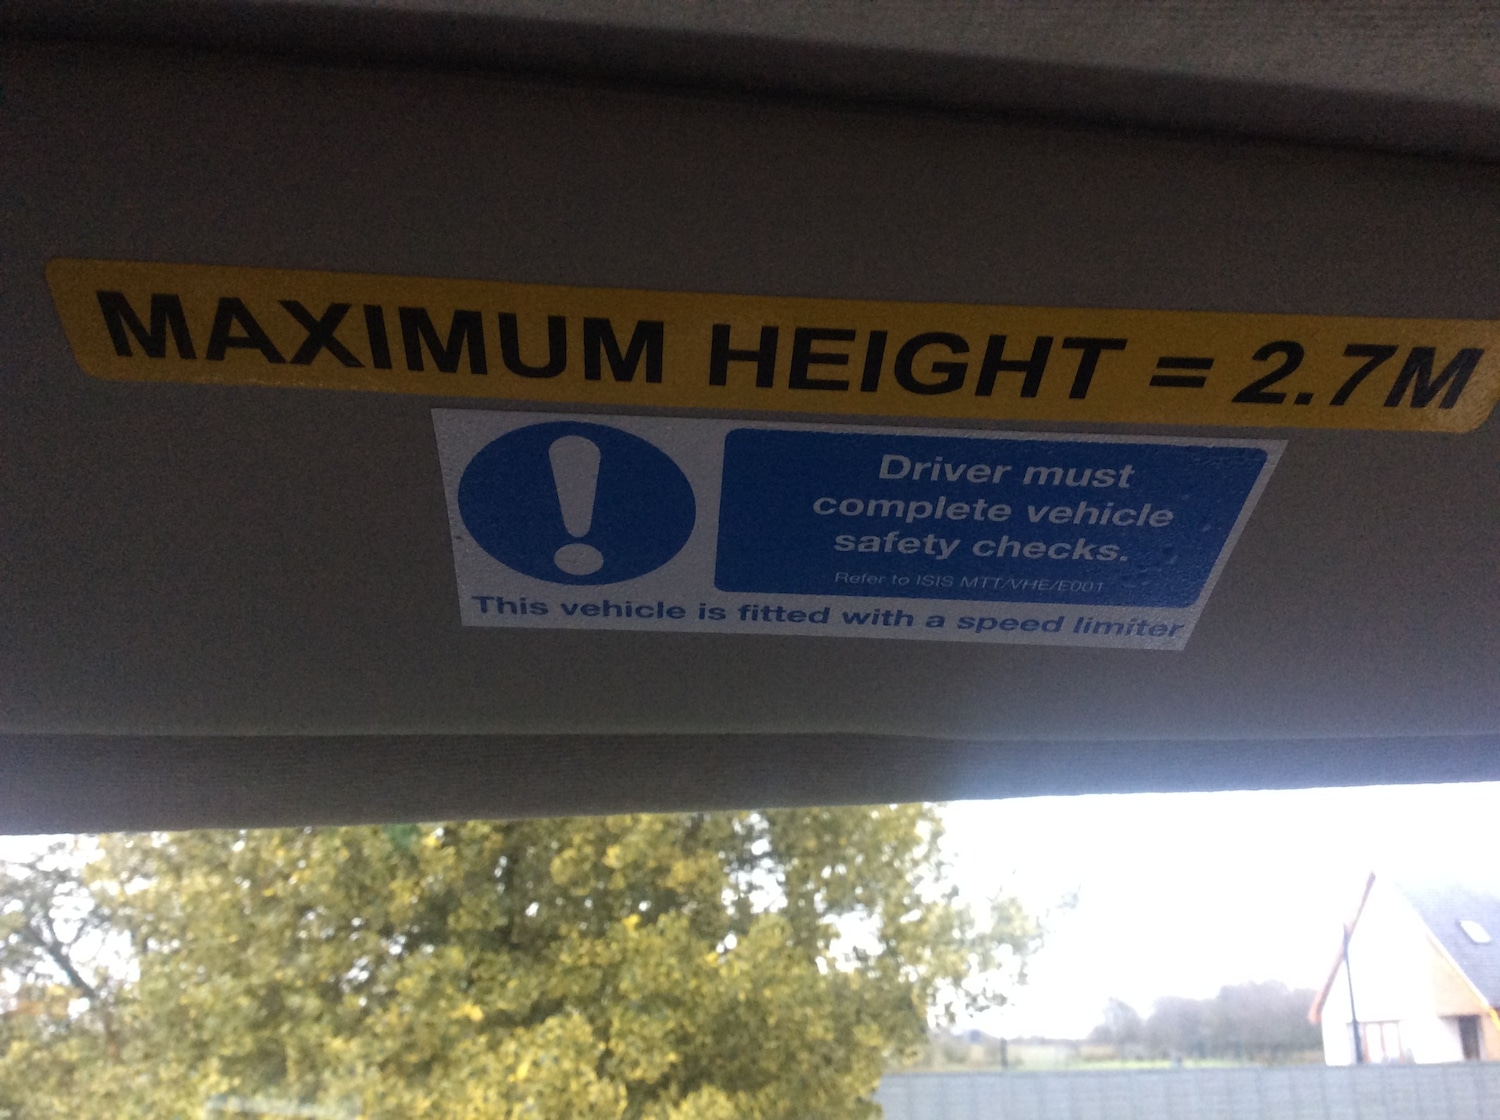 MAXIMUM HEIGHT = 2.7M
Driver must
complete vehicle
safety checks.
Refer to ISIS MTT/VHE/E001
This vehicle is fitted with a speed limiter